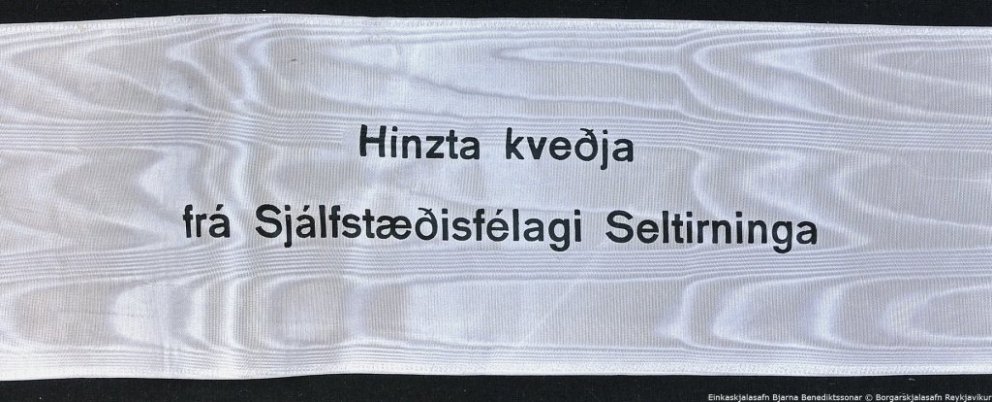 Hinzta kveðja
frá Sjálfstæðisfélagi Seltirninga
Einkaskjalasafn Bjarna Benediktssonar © Borgarskjalasafn Reykjavíkur